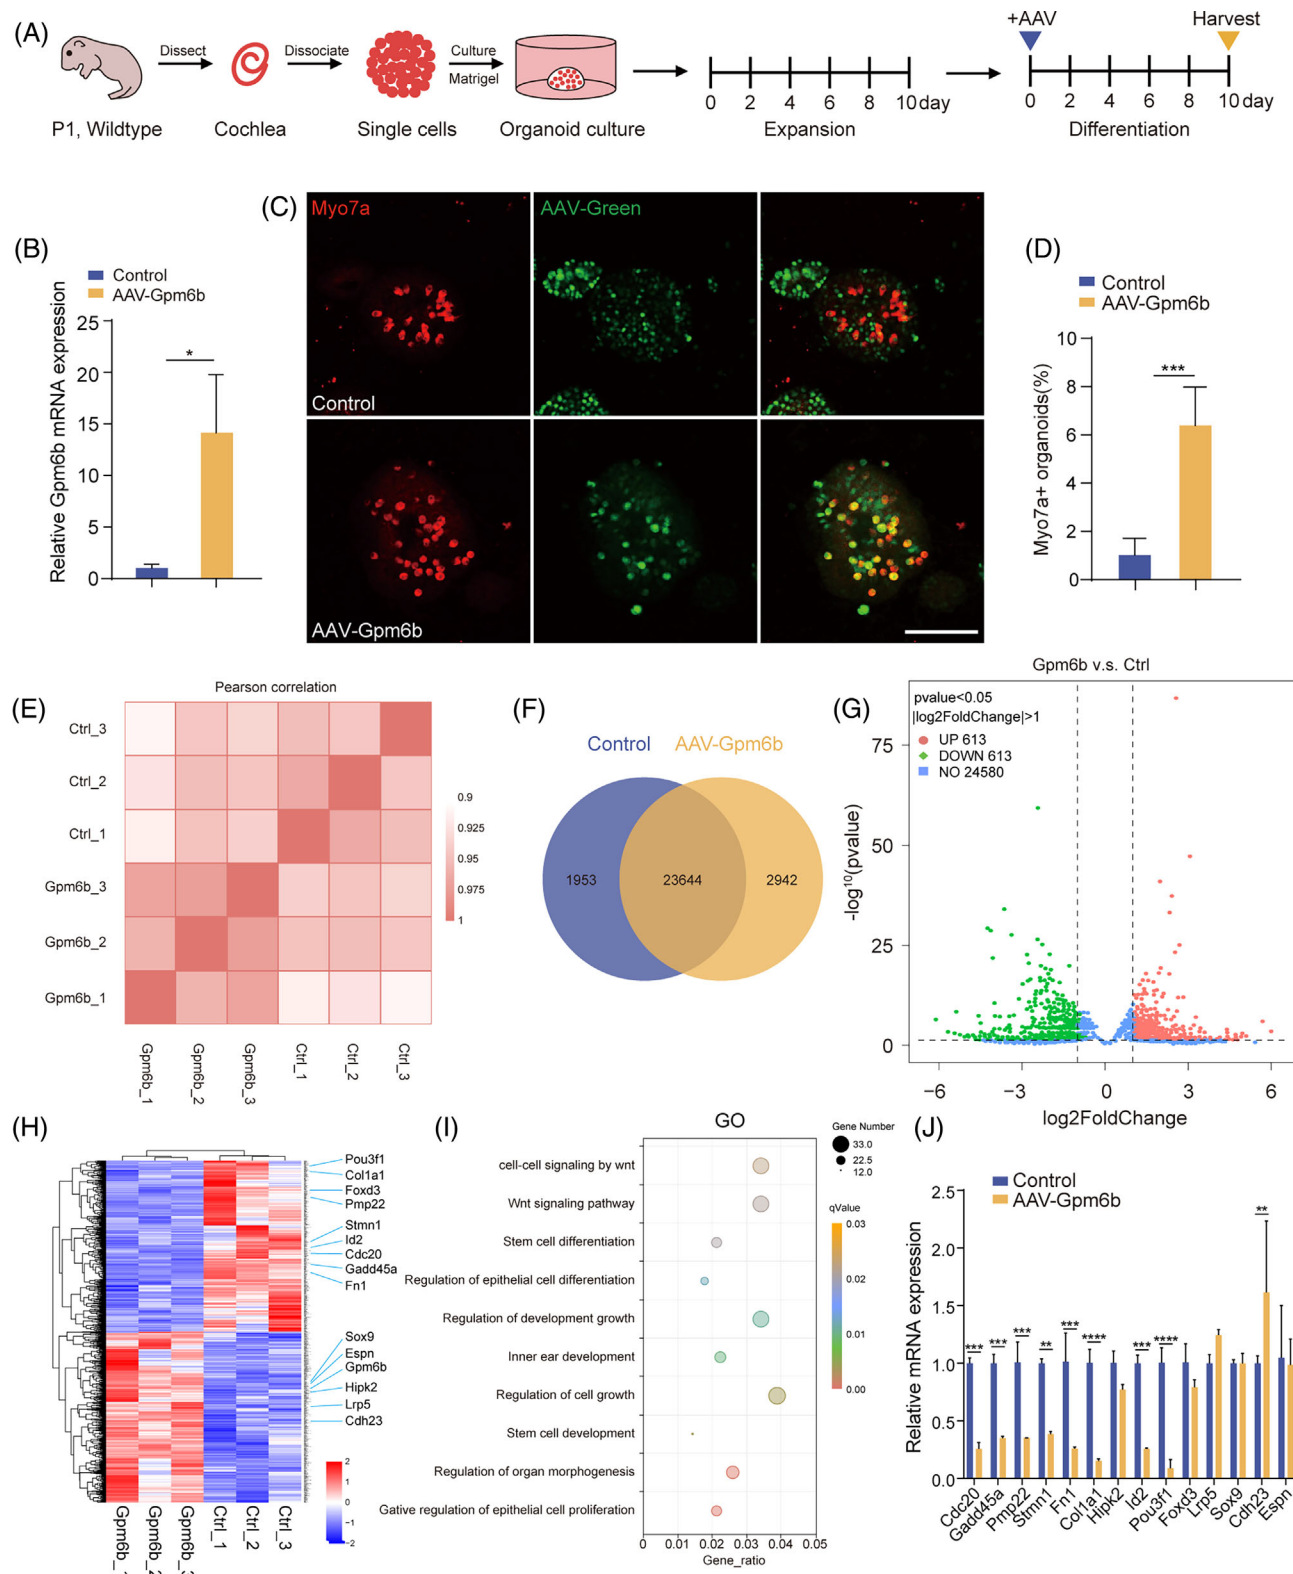 (A)
Dissect
Dissociate
Culture
Matrigel
+AAV
Harvest
0 2 4 6 8 10 day
0 2 4 6 8 10 day
P1, Wildtype
Cochlea
Single cells
Organoid culture
Expansion
Differentiation
(B)
Control
AAV-Gpm6b
Relative Gpm6b mRNA expression
25
20
15
10
5
0
*
(C)
Myo7a
AAV-Green
Control
AAV-Gpm6b
(D)
Control
AAV-Gpm6b
Myo7a+ organoids(%)
10
8
6
4
2
0
***
(E)
Pearson correlation
Ctrl_3
Ctrl_2
Ctrl_1
Gpm6b_3
Gpm6b_2
Gpm6b_1
Gpm6b_1
Gpm6b_2
Gpm6b_3
Ctrl_1
Ctrl_2
Ctrl_3
0.9
0.925
0.95
0.975
1
(F)
Control
AAV-Gpm6b
1953
23644
2942
(G)
Gpm6b v.s. Ctrl
pvalue<0.05
|log2FoldChange|>1
UP 613
DOWN 613
NO 24580
-log10(pvalue)
75
50
25
0
−6 −3 0 3 6
log2FoldChange
(H)
Pou3f1
Col1a1
Foxd3
Pmp22
Stmn1
Id2
Cdc20
Gadd45a
Fn1
Sox9
Espn
Gpm6b
Hipk2
Lrp5
Cdh23
2
1
0
−1
−2
Ctrl_1
Ctrl_2
Ctrl_3
(I)
GO
cell-cell signaling by wnt
Wnt signaling pathway
Stem cell differentiation
Regulation of epithelial cell differentiation
Regulation of development growth
Inner ear development
Regulation of cell growth
Stem cell development
Regulation of organ morphogenesis
Gative regulation of epithelial cell proliferation
0 0.01 0.02 0.03 0.04 0.05
Gene_ratio
Gene Number
33.0
22.5
12.0
qValue
0.03
0.02
0.01
0.00
(J)
Control
AAV-Gpm6b
Relative mRNA expression
2.5
2.0
1.5
1.0
0.5
0.0
*** *** *** ** *** **** *** **** **
Cdc20
Gadd45a
Pmp22
Stmn1
Fn1
Col1a1
Hipk2
Id2
Pou3f1
Foxd3
Lrp5
Sox9
Cdh23
Espn